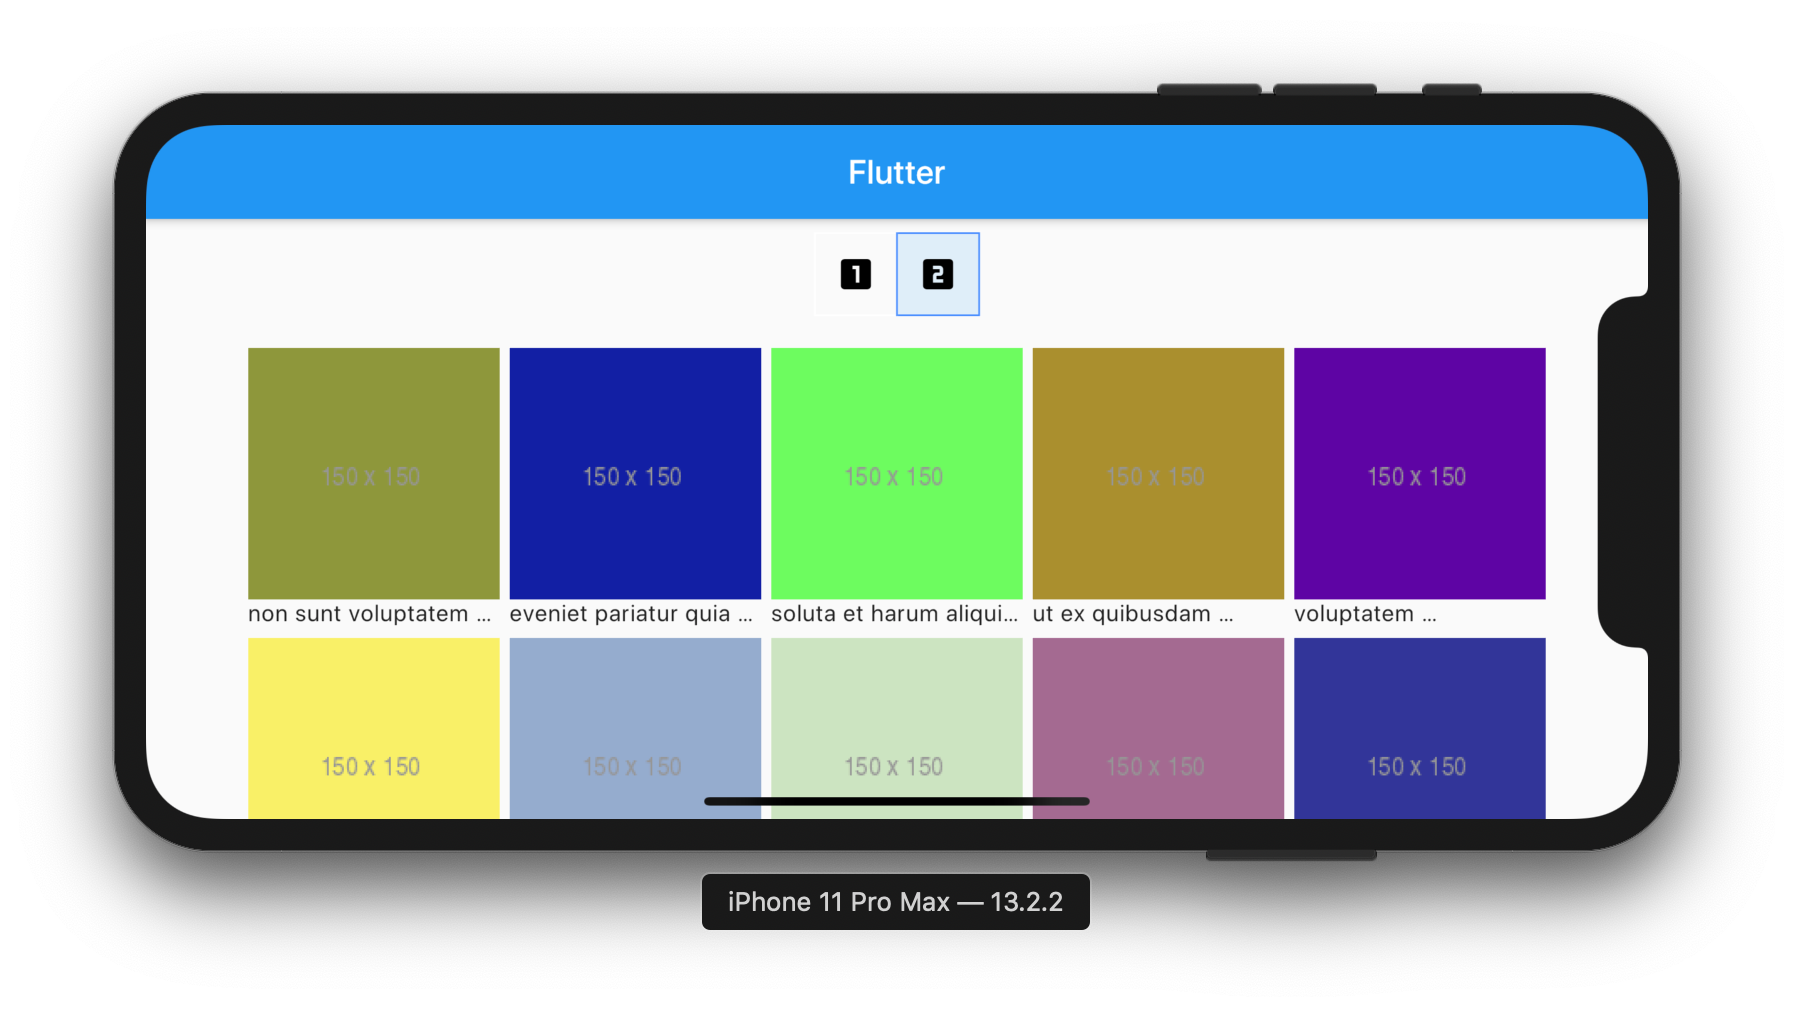 Flutter
1 2
150 x 150 150 x 150 150 x 150 150 x 150 150 x 150
non sunt voluptatem ... eveniet pariatur quia ... soluta et harum aliqui... ut ex quibusdam ... voluptatem ...
150 x 150 150 x 150 150 x 150 150 x 150 150 x 150
iPhone 11 Pro Max — 13.2.2